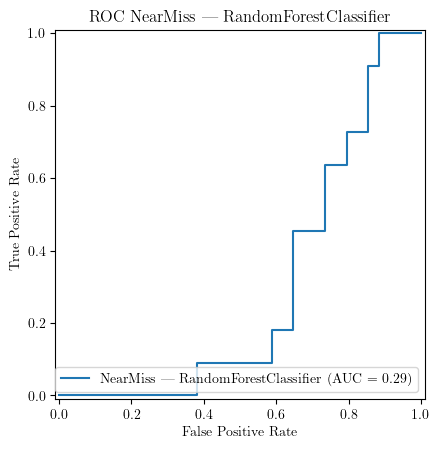 ROC NearMiss — RandomForestClassifier
1.0
0.8
0.6
0.4
0.2
0.0
True Positive Rate
NearMiss — RandomForestClassifier (AUC = 0.29)
0.0 0.2 0.4 0.6 0.8 1.0
False Positive Rate